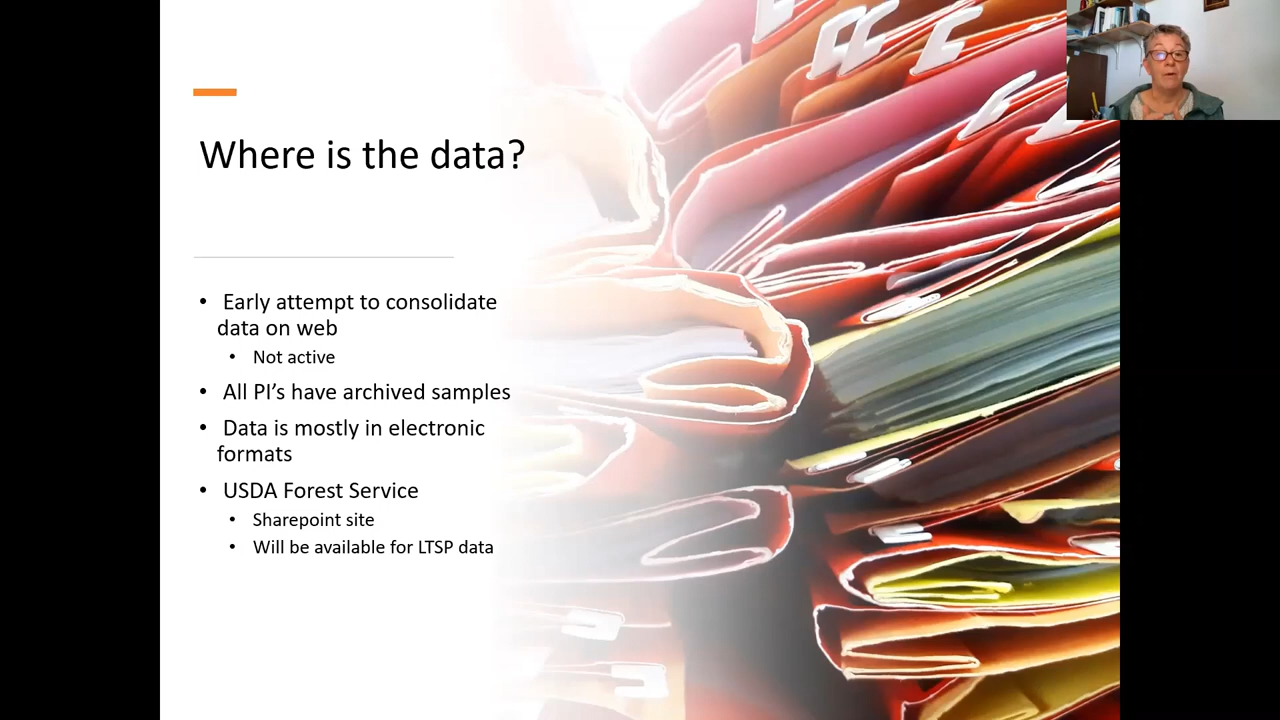 Where is the data?
• Early attempt to consolidate
data on web
• Not active
• All PI’s have archived samples
• Data is mostly in electronic
formats
• USDA Forest Service
• Sharepoint site
• Will be available for LTSP data